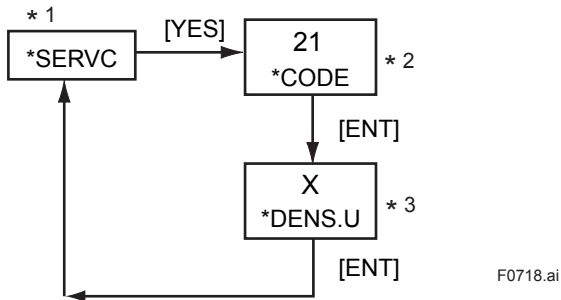 * 1
*SERVC
[YES]
21
*CODE
* 2
[ENT]
X
*DENS.U
* 3
[ENT]
F0718.ai